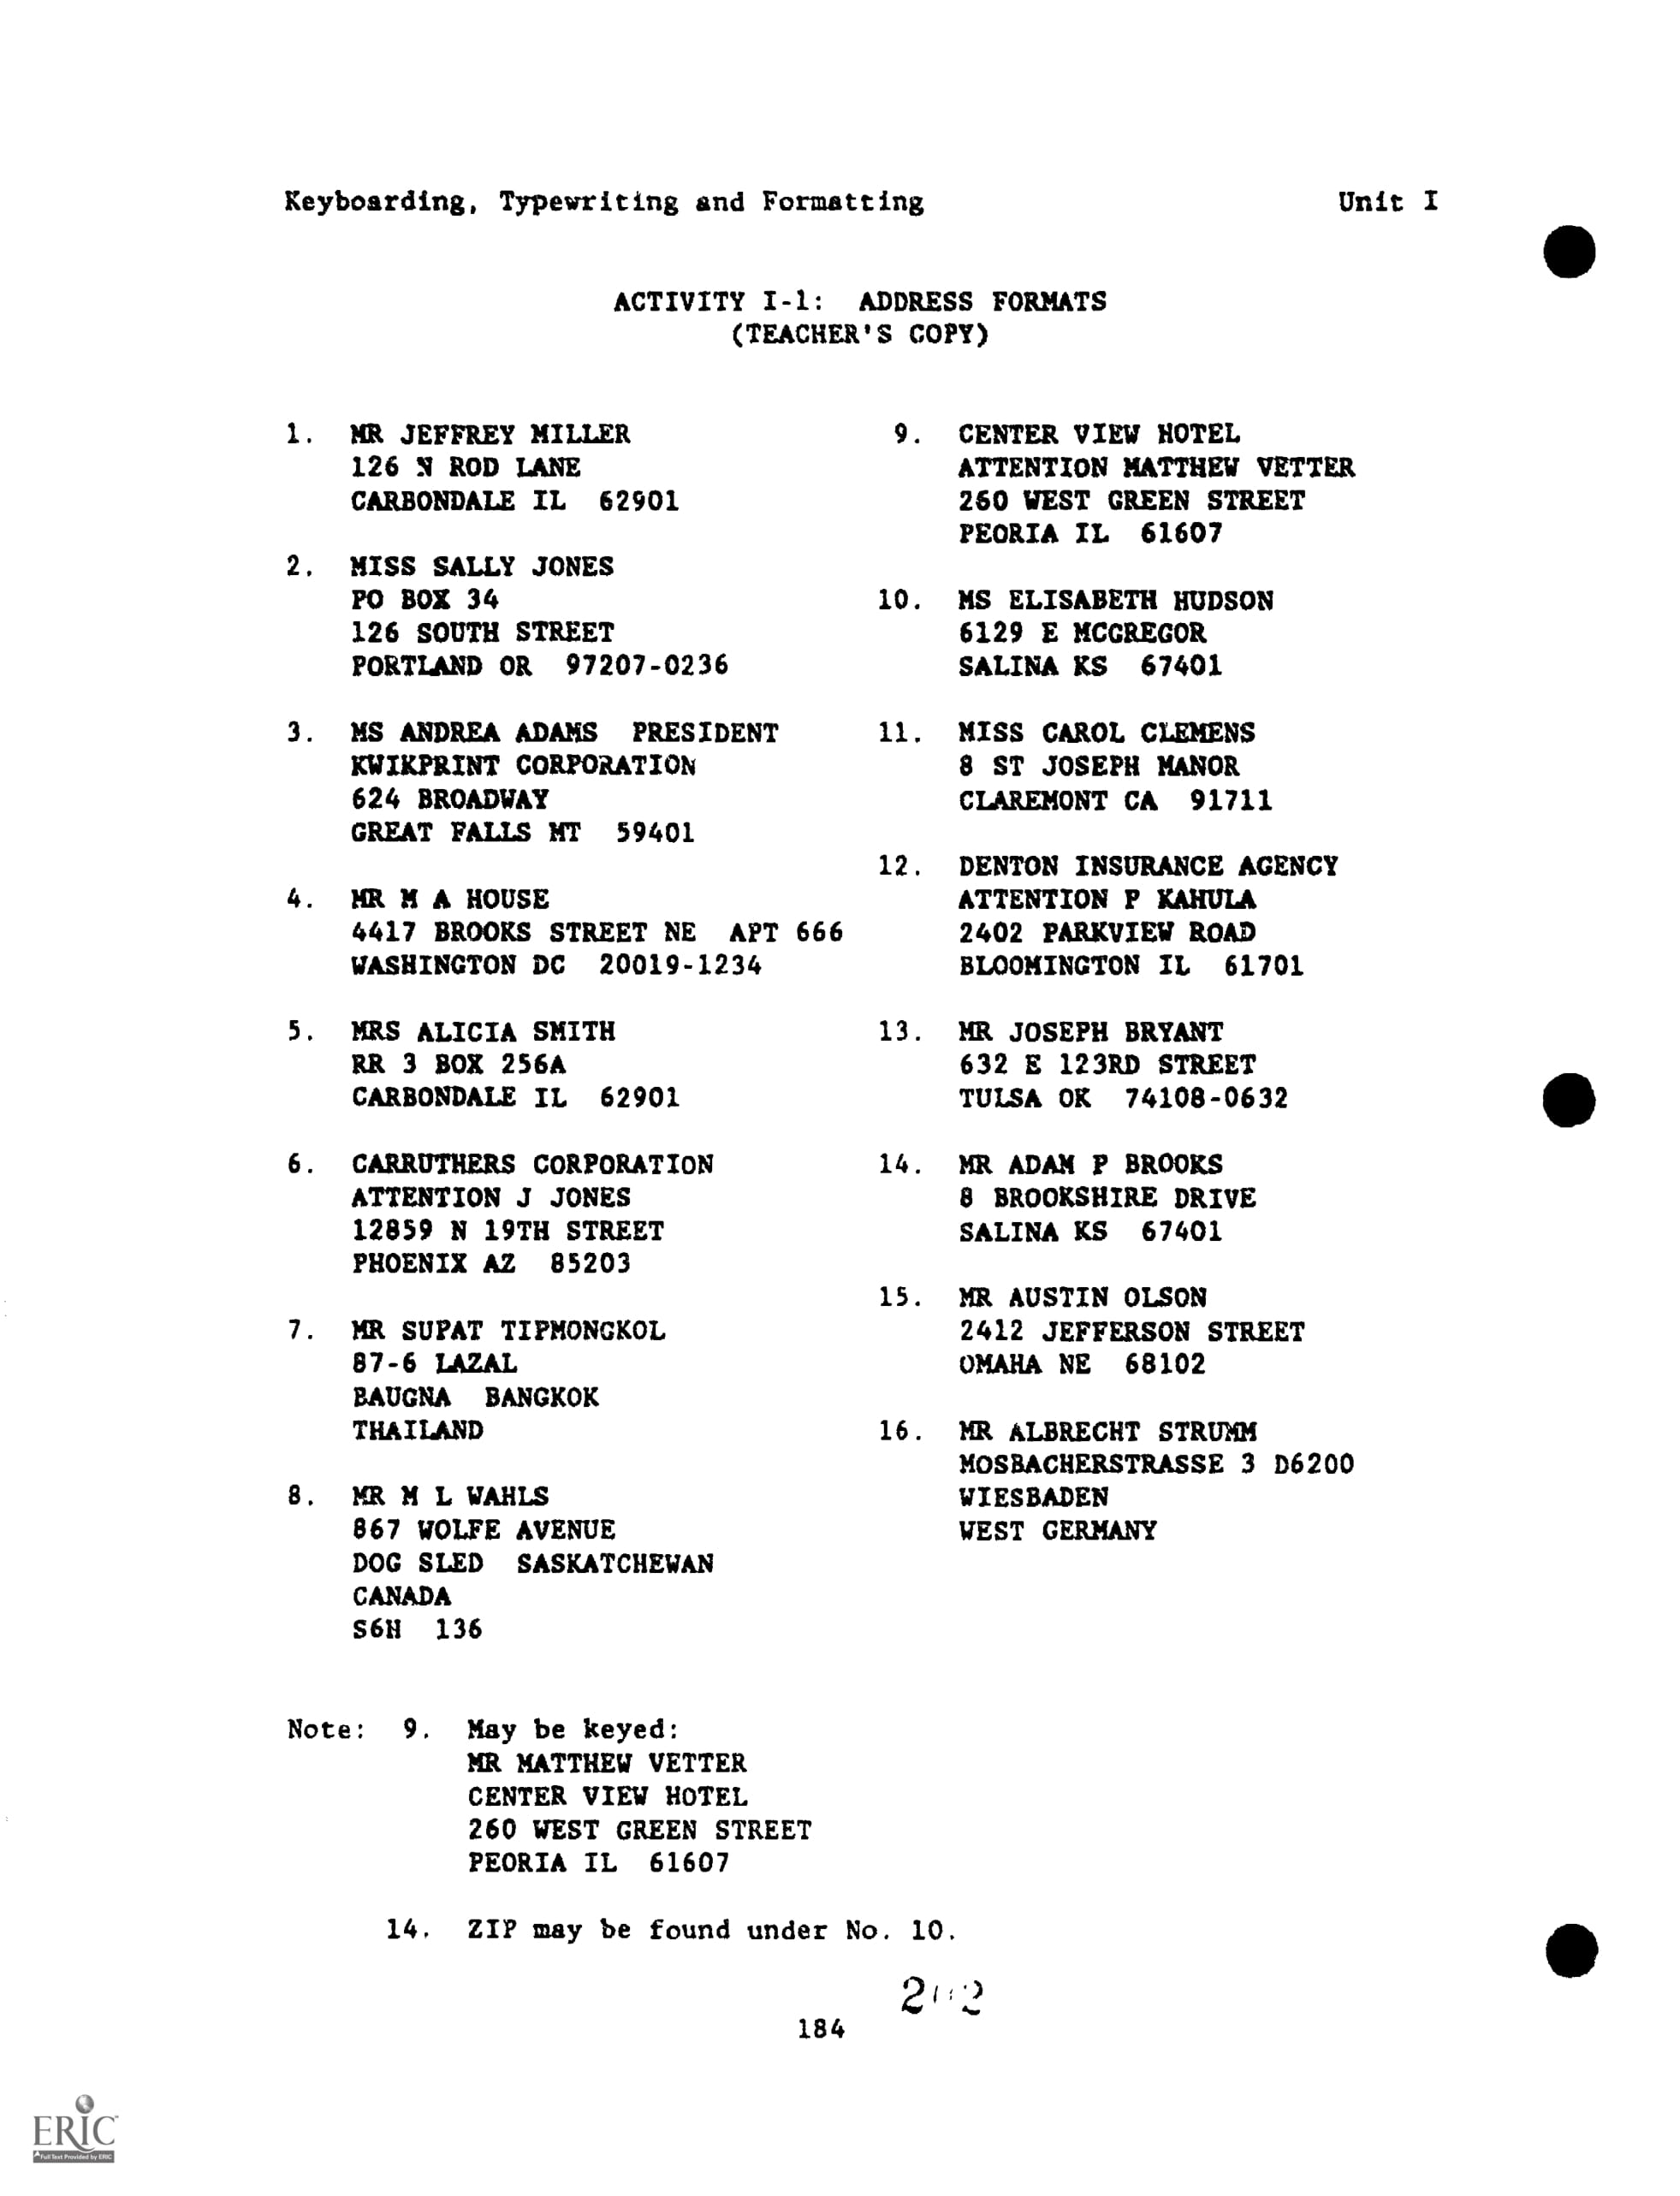 Keyboarding, Typewriting and Formatting Unit I
ACTIVITY I-1: ADDRESS FORMATS
(TEACHER'S COPY)
1. MR JEFFREY MILLER
126 N ROD LANE
CARBONDALE IL 62901
2. MISS SALLY JONES
PO BOX 34
126 SOUTH STREET
PORTLAND OR 97207-0236
3. MS ANDREA ADAMS PRESIDENT
KWIKPRINT CORPORATION
624 BROADWAY
GREAT FALLS MT 59401
4. MR M A HOUSE
4417 BROOKS STREET NE APT 666
WASHINGTON DC 20019-1234
5. MRS ALICIA SMITH
RR 3 BOX 256A
CARBONDALE IL 62901
6. CARRUTHERS CORPORATION
ATTENTION J JONES
12859 N 19TH STREET
PHOENIX AZ 85203
7. MR SUPAT TIPMONGKOL
87-6 LAZAL
BAUGNA BANGKOK
THAILAND
8. MR M L WAHLS
867 WOLFE AVENUE
DOG SLED SASKATCHEWAN
CANADA
S6H 136
9. CENTER VIEW HOTEL
ATTENTION MATTHEW VETTER
260 WEST GREEN STREET
PEORIA IL 61607
10. MS ELISABETH HUDSON
6129 E MCGREGOR
SALINA KS 67401
11. MISS CAROL CLEMENS
8 ST JOSEPH MANOR
CLAREMONT CA 91711
12. DENTON INSURANCE AGENCY
ATTENTION P KAHULA
2402 PARKVIEW ROAD
BLOOMINGTON IL 61701
13. MR JOSEPH BRYANT
632 E 123RD STREET
TULSA OK 74108-0632
14. MR ADAM P BROOKS
8 BROOKSHIRE DRIVE
SALINA KS 67401
15. MR AUSTIN OLSON
2412 JEFFERSON STREET
OMAHA NE 68102
16. MR ALBRECHT STRUMM
MOSBACHERSTRASSE 3 D6200
WIESBADEN
WEST GERMANY
Note: 9. May be keyed:
MR MATTHEW VETTER
CENTER VIEW HOTEL
260 WEST GREEN STREET
PEORIA IL 61607
14. ZIP may be found under No. 10.
184
ERIC
Full Text Provided by ERIC